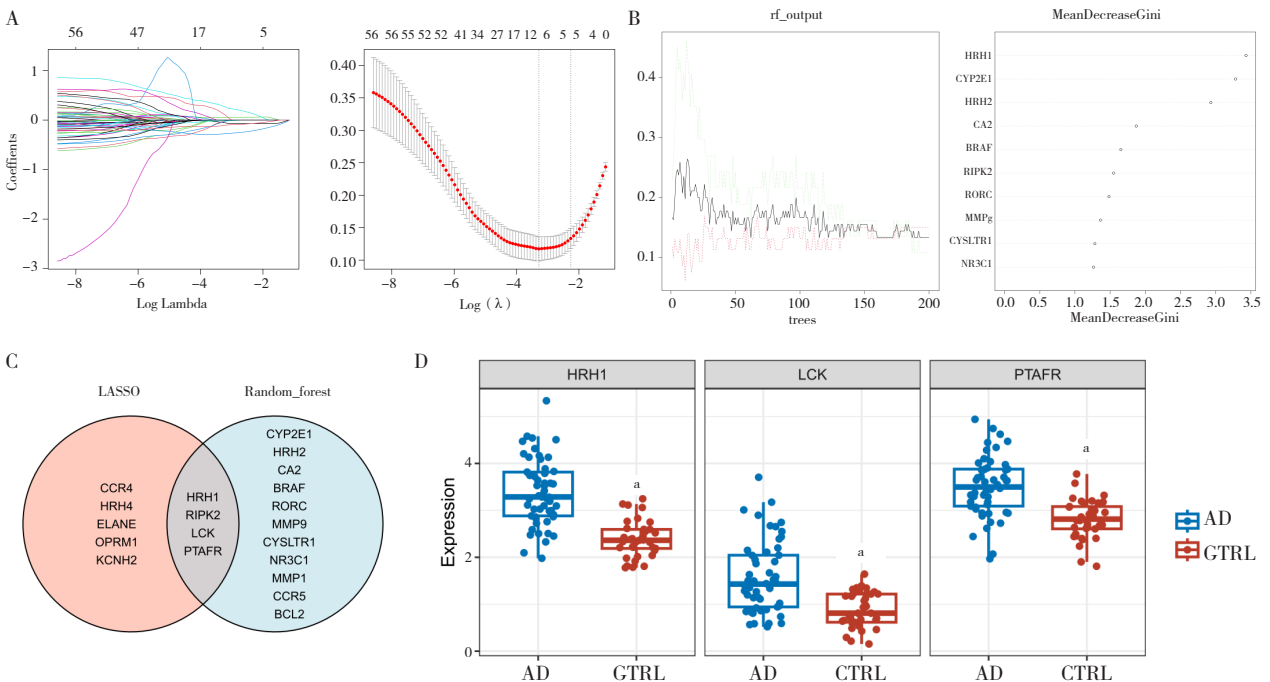 A
56 47 17 5
1
0
−1
−2
−3
Coeffients
−8 −6 −4 −2
Log Lambda
56 56 55 52 52 41 34 27 17 12 6 5 5 4 0
0.40
0.35
0.30
0.25
0.20
0.15
0.10
−8 −6 −4 −2
Log (λ)
B
rf_output
0.4
0.3
0.2
0.1
0 50 100 150 200
trees
MeanDecreaseGini
HRH1
CYP2E1
HRH2
CA2
BRAF
RIPK2
RORC
MMPg
CYSLTR1
NR3C1
0.0 0.5 1.0 1.5 2.0 2.5 3.0 3.5
MeanDecreaseGini
C
LASSO
Random_forest
CCR4
HRH4
ELANE
OPRM1
KCNH2
HRH1
RIPK2
LCK
PTAFR
CYP2E1
HRH2
CA2
BRAF
RORC
MMP9
CYSLTR1
NR3C1
MMP1
CCR5
BCL2
D
HRH1
LCK
PTAFR
Expression
4
2
0
a
a
a
AD GTRL
AD CTRL
AD CTRL
AD
GTRL